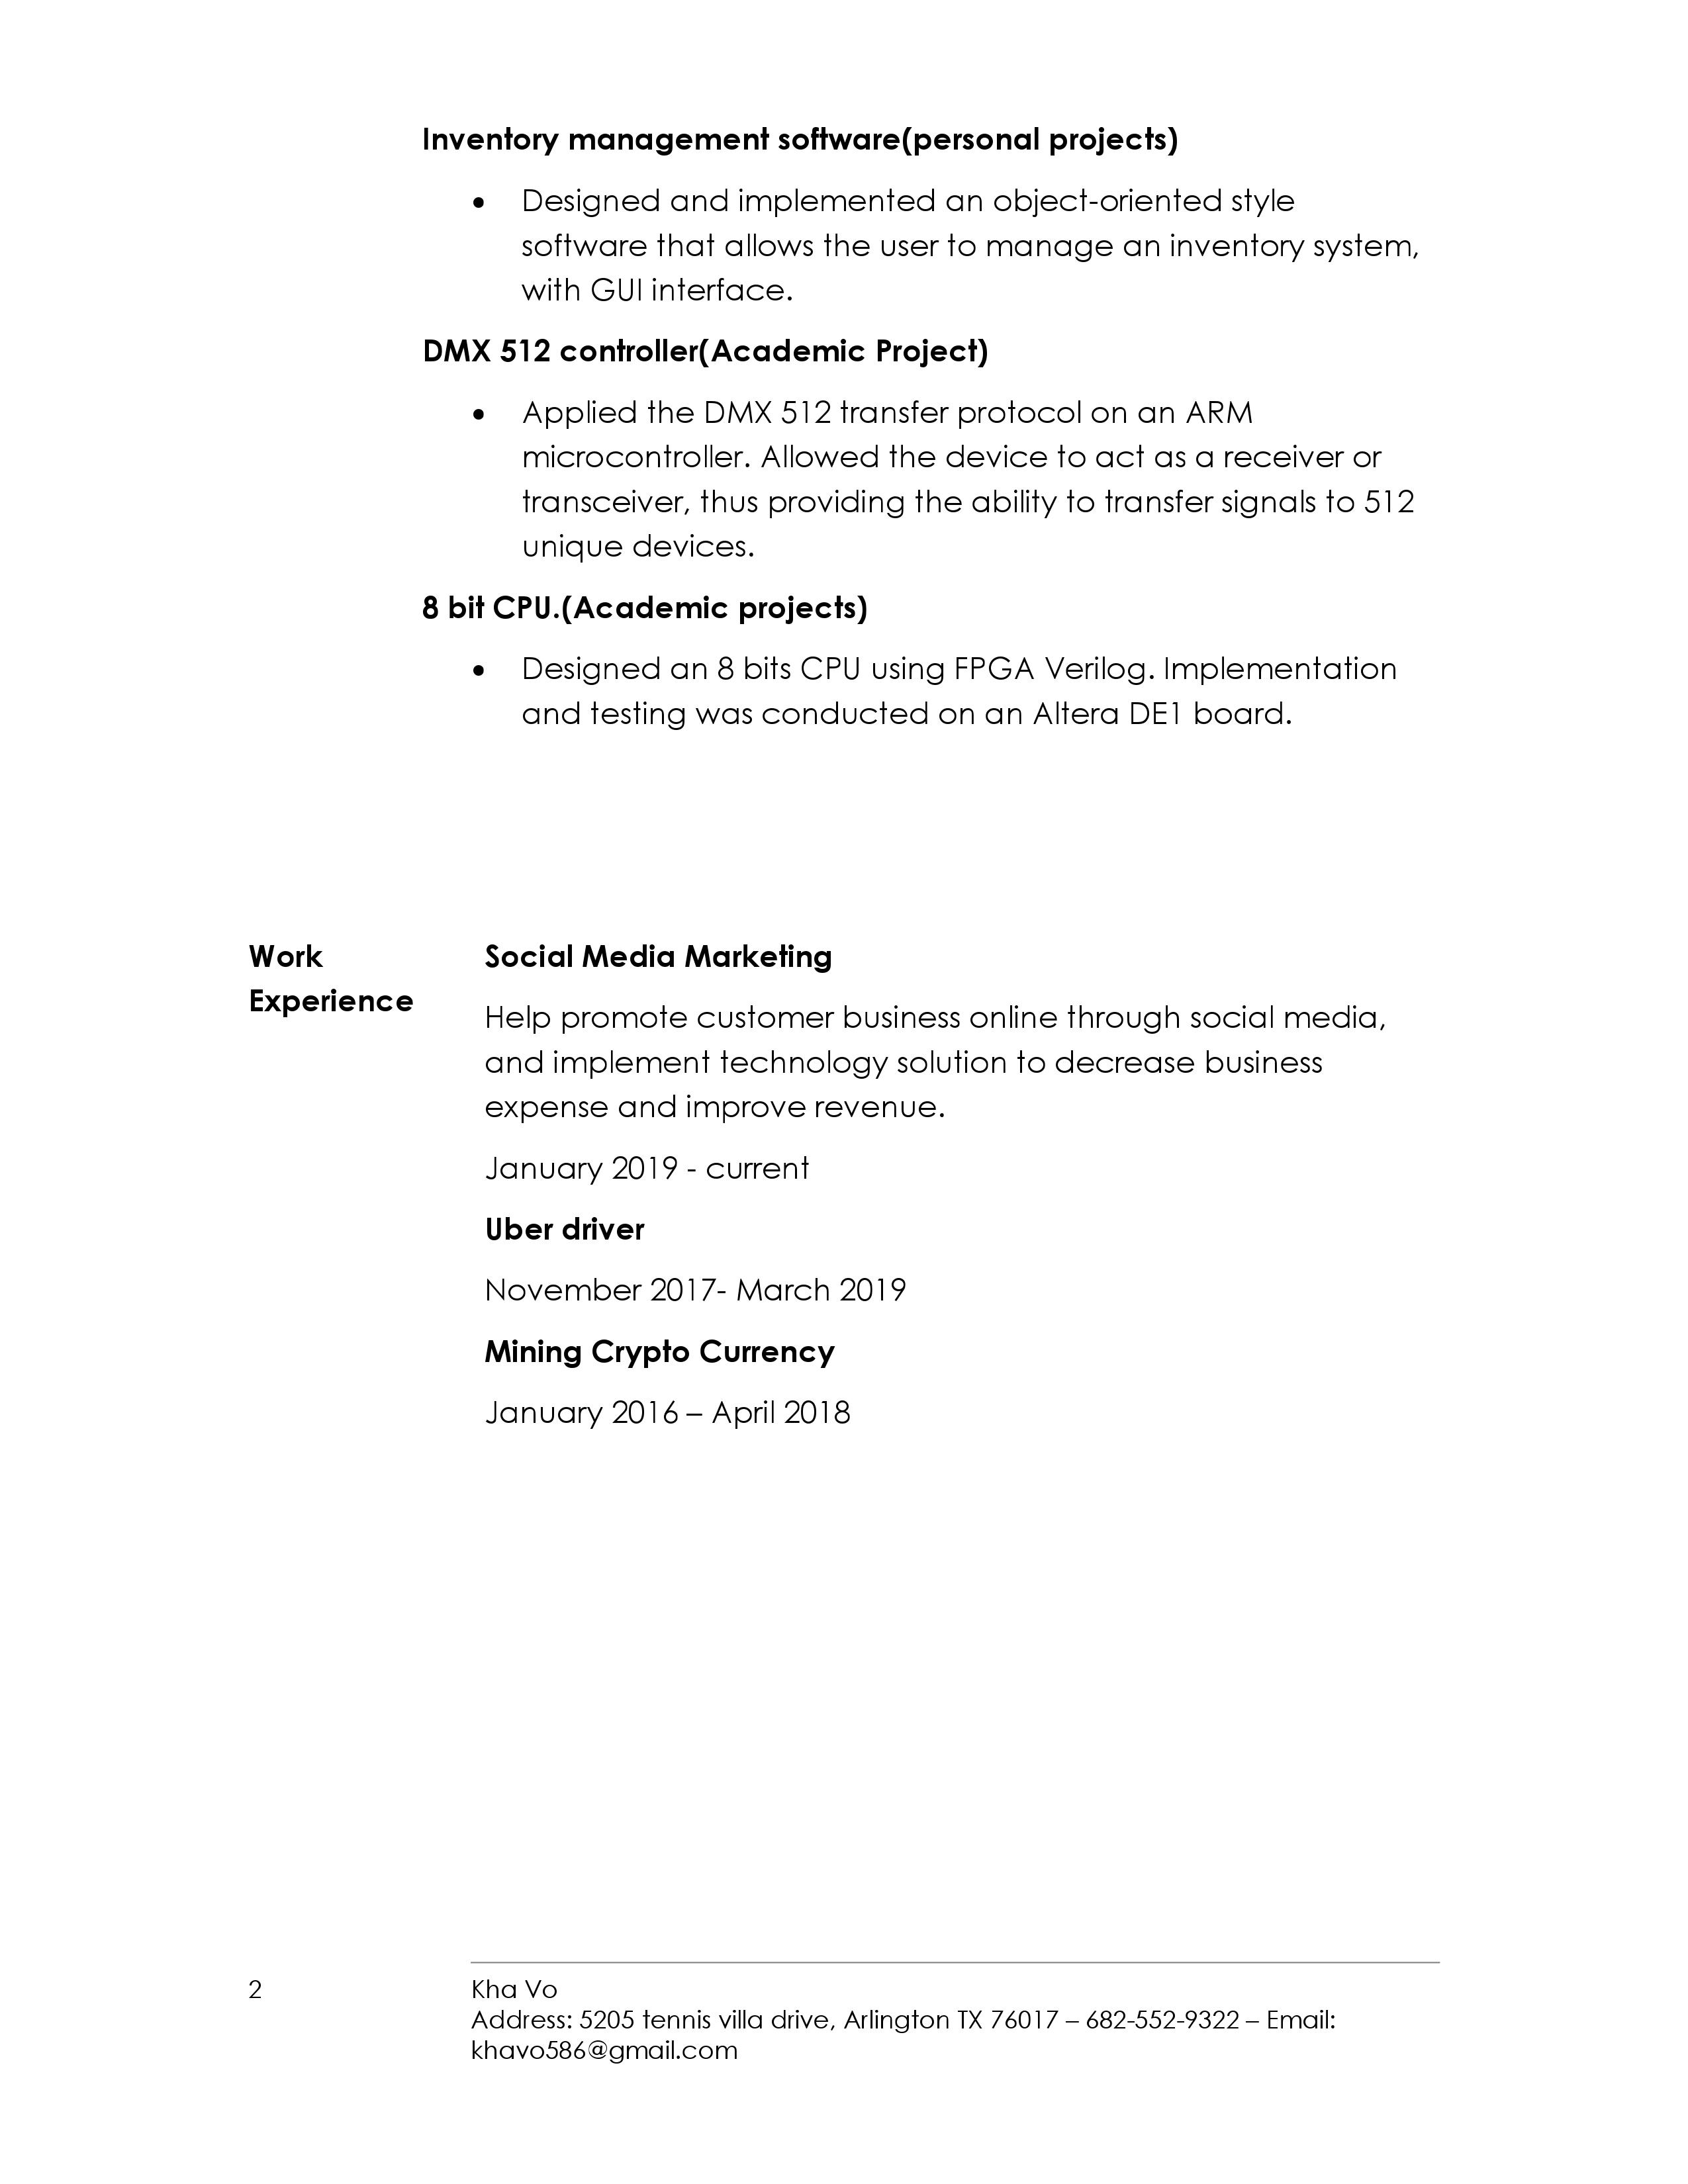 Inventory management software(personal projects)
• Designed and implemented an object-oriented style
software that allows the user to manage an inventory system,
with GUI interface.
DMX 512 controller(Academic Project)
• Applied the DMX 512 transfer protocol on an ARM
microcontroller. Allowed the device to act as a receiver or
transceiver, thus providing the ability to transfer signals to 512
unique devices.
8 bit CPU.(Academic projects)
• Designed an 8 bits CPU using FPGA Verilog. Implementation
and testing was conducted on an Altera DE1 board.
Work
Experience
Social Media Marketing
Help promote customer business online through social media,
and implement technology solution to decrease business
expense and improve revenue.
January 2019 - current
Uber driver
November 2017- March 2019
Mining Crypto Currency
January 2016 – April 2018
2
Kha Vo
Address: 5205 tennis villa drive, Arlington TX 76017 – 682-552-9322 – Email:
khavo586@gmail.com